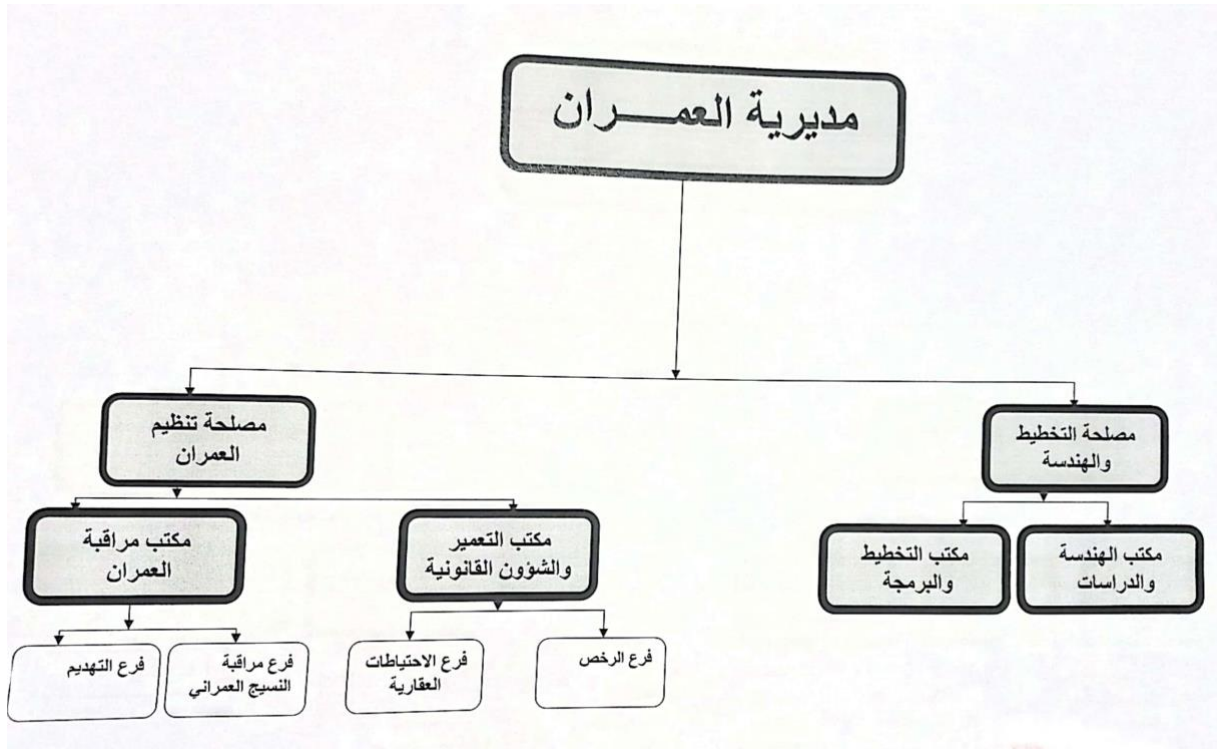 مديرية العمـــران
مصلحة التخطيط
والهندسة
مصلحة تنظيم
العمران
مكتب الهندسة
والدراسات
مكتب التخطيط
والبرمجة
مكتب التعمير
والشؤون القانونية
مكتب مراقبة
العمران
فرع الرخص
فرع الاحتياطات
العقارية
فرع مراقبة
النسيج العمراني
فرع التهديم